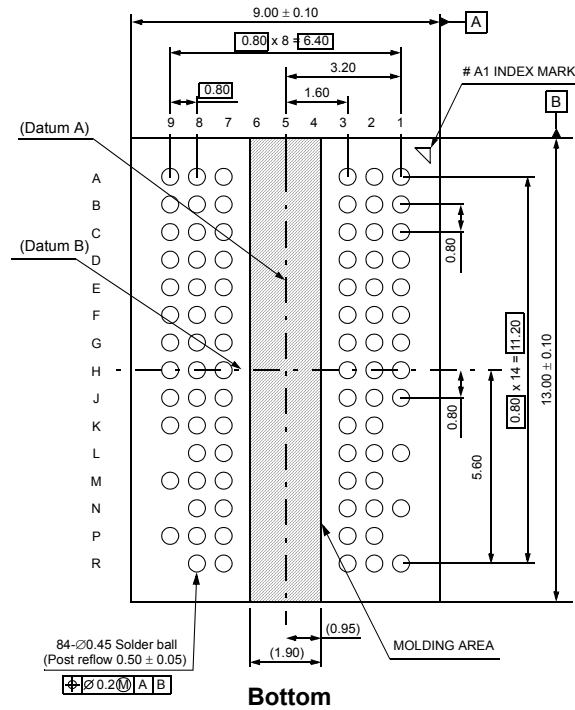 9.00 ± 0.10
A
0.80 x 8 = 6.40
3.20
# A1 INDEX MARK
0.80
1.60
B
(Datum A)
9 8 7 6 5 4 3 2 1
A
B
C
0.80
(Datum B)
D
E
F
G
H
J
0.80
0.80 x 14 = 11.20
13.00 ± 0.10
K
L
5.60
M
N
P
R
(0.95)
84-∅0.45 Solder ball
(Post reflow 0.50 ± 0.05)
MOLDING AREA
(1.90)
⌖ ∅ 0.2 Ⓜ A B
Bottom